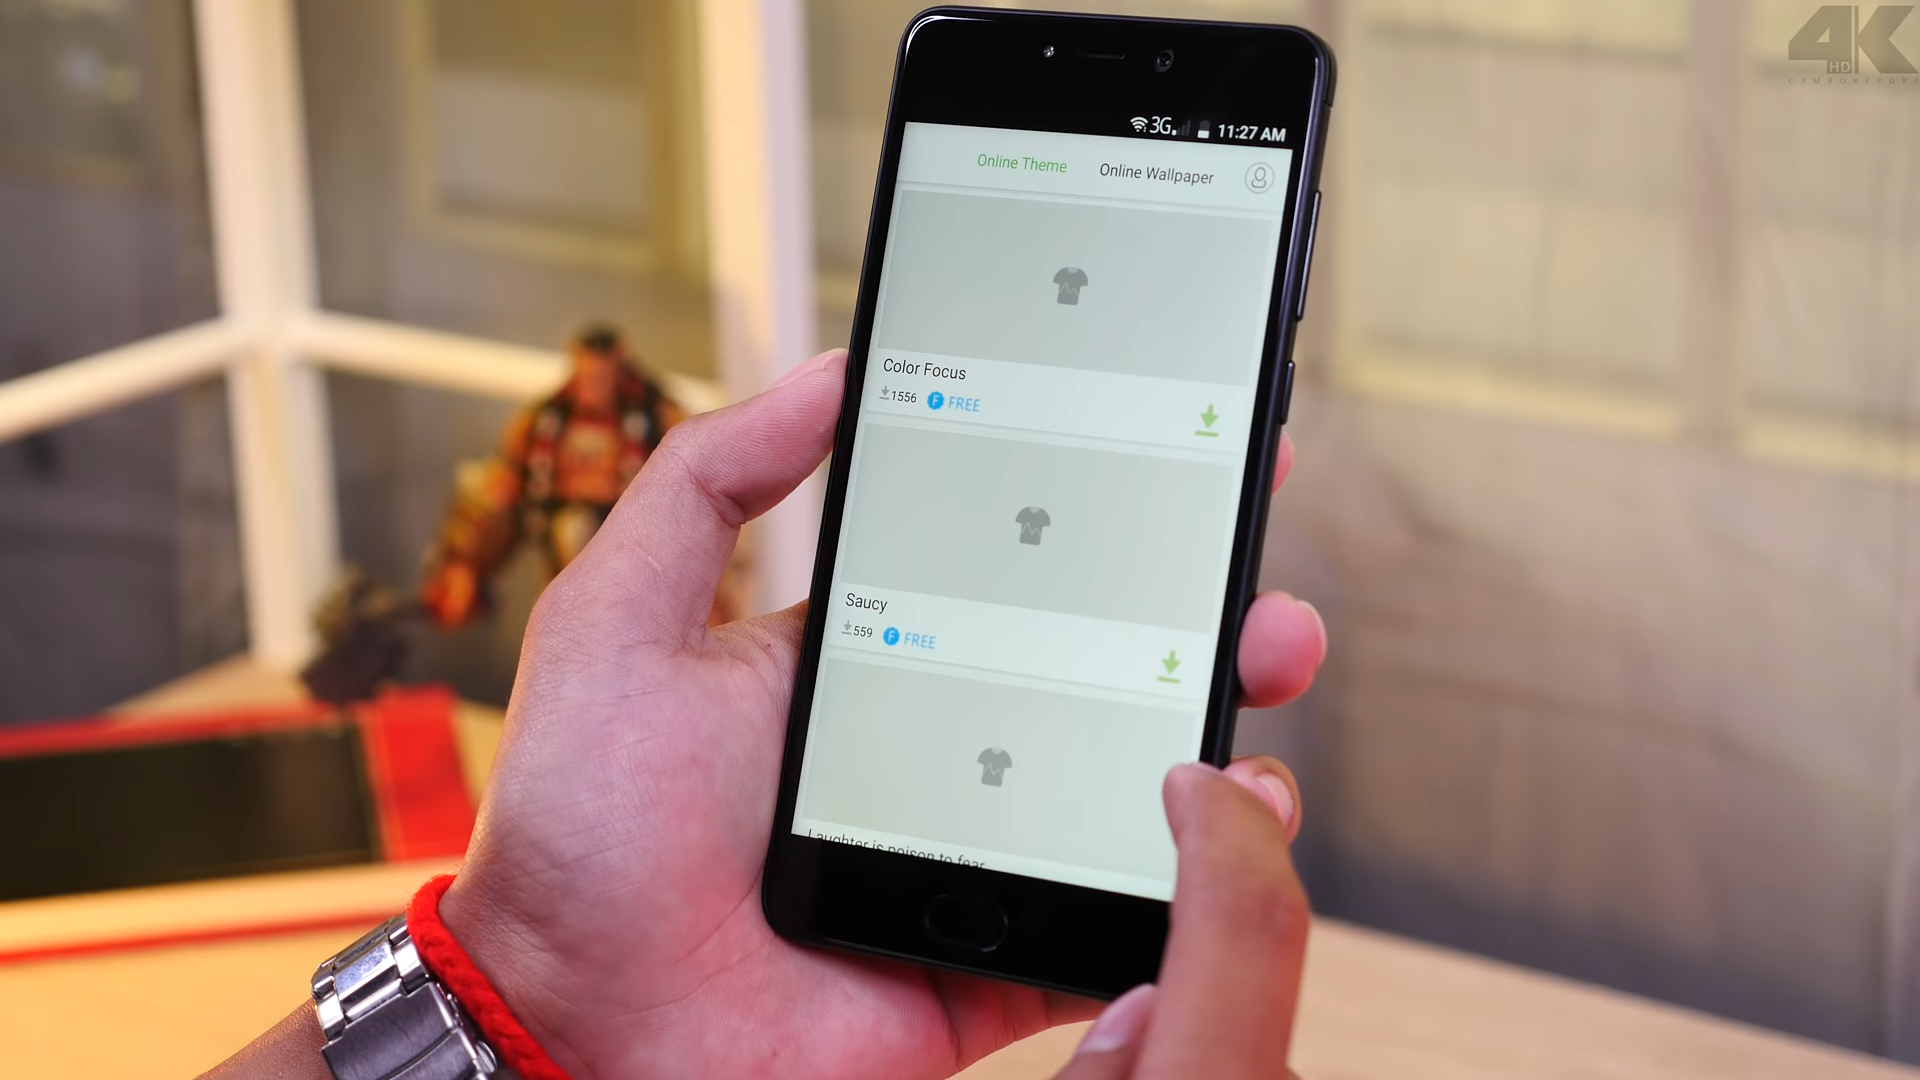 4K
HD
CAMBOREPORT
3G 11:27 AM
Online Theme Online Wallpaper
Color Focus
1556 F FREE
Saucy
559 F FREE
Laughter is poison to fear